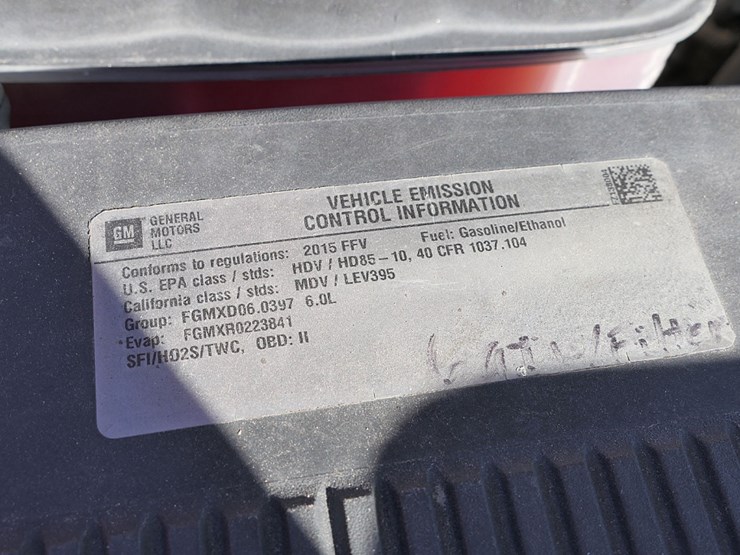 GM
GENERAL
MOTORS
LLC
VEHICLE EMISSION
CONTROL INFORMATION
Conforms to regulations: 2015 FFV Fuel: Gasoline/Ethanol
U.S. EPA class / stds: HDV / HD85-10, 40 CFR 1037.104
California class / stds: MDV / LEV395
Group: FGMXD06.0397 6.0L
Evap: FGMXR0223841
SFI/HO2S/TWC, OBD: II
Filter